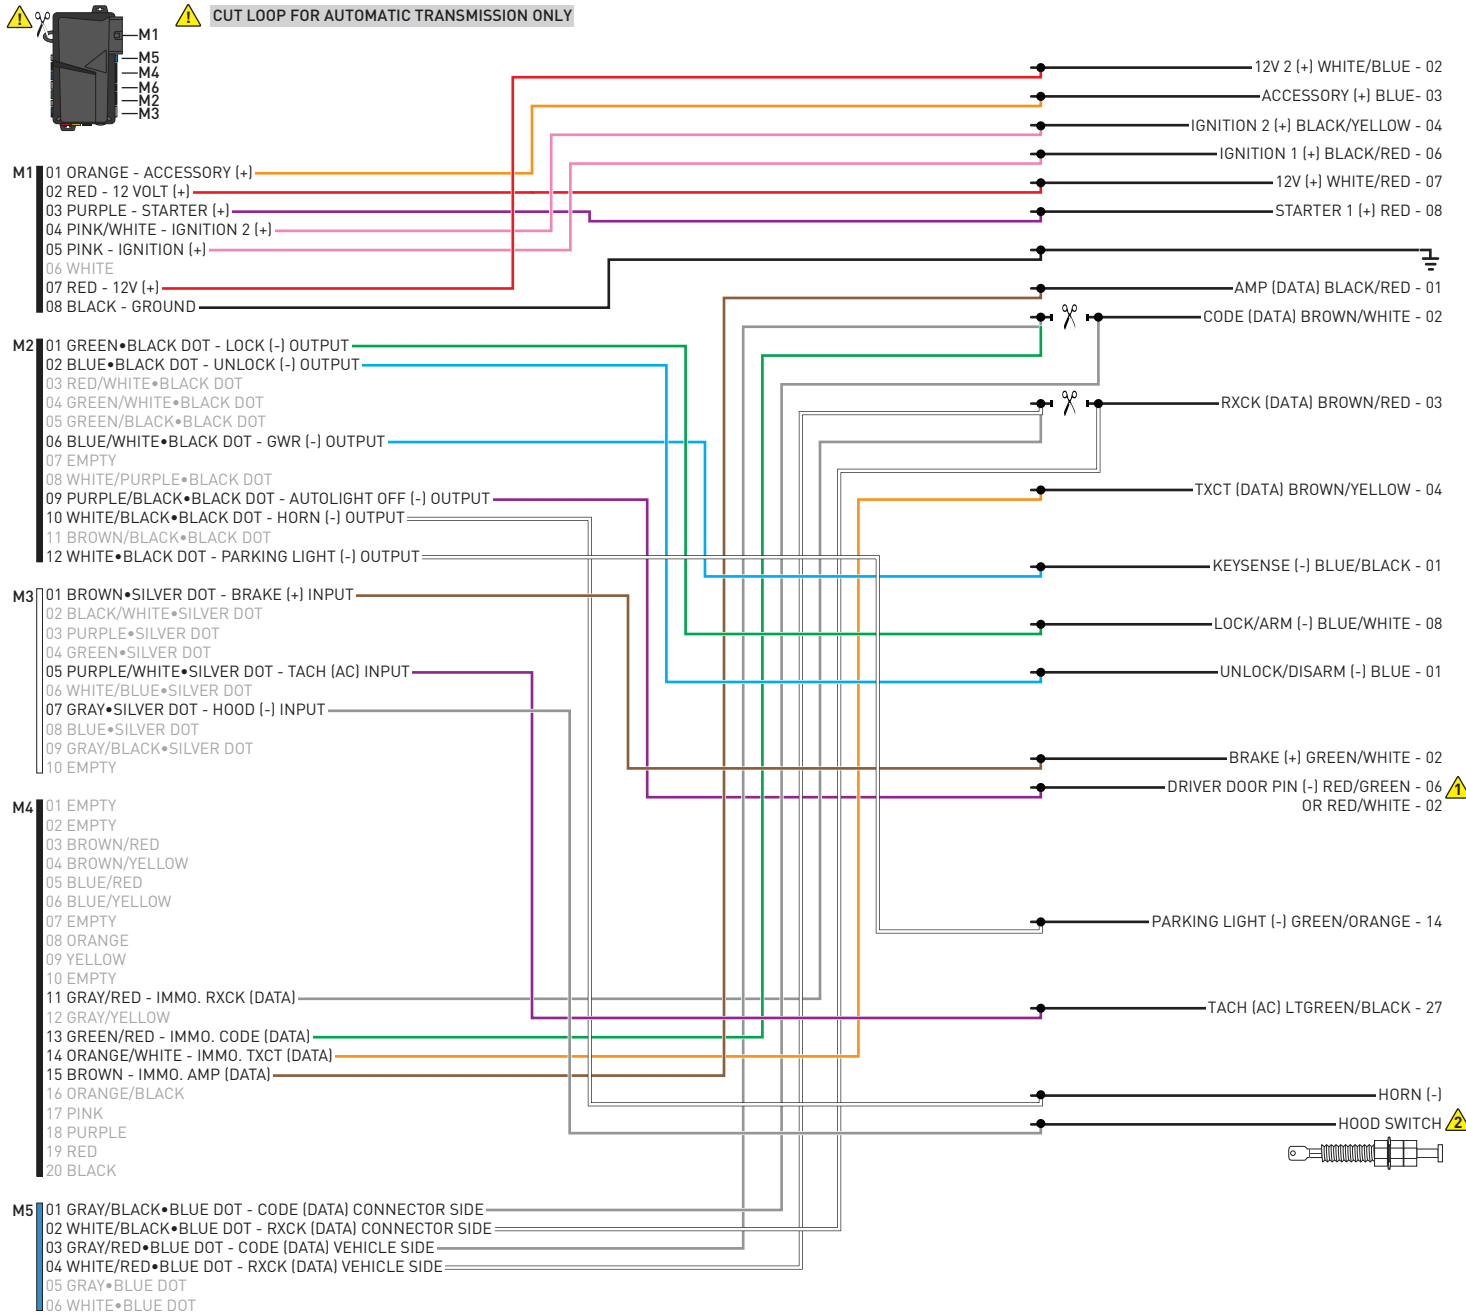 CUT LOOP FOR AUTOMATIC TRANSMISSION ONLY
M1
M5
M4
M6
M2
M3
M1
01 ORANGE - ACCESSORY (+)
02 RED - 12 VOLT (+)
03 PURPLE - STARTER (+)
04 PINK/WHITE - IGNITION 2 (+)
05 PINK - IGNITION (+)
06 WHITE
07 RED - 12V (+)
08 BLACK - GROUND
M2
01 GREEN•BLACK DOT - LOCK (-) OUTPUT
02 BLUE•BLACK DOT - UNLOCK (-) OUTPUT
03 RED/WHITE•BLACK DOT
04 GREEN/WHITE•BLACK DOT
05 GREEN/BLACK•BLACK DOT
06 BLUE/WHITE•BLACK DOT - GWR (-) OUTPUT
07 EMPTY
08 WHITE/PURPLE•BLACK DOT
09 PURPLE/BLACK•BLACK DOT - AUTOLIGHT OFF (-) OUTPUT
10 WHITE/BLACK•BLACK DOT - HORN (-) OUTPUT
11 BROWN/BLACK•BLACK DOT
12 WHITE•BLACK DOT - PARKING LIGHT (-) OUTPUT
M3
01 BROWN•SILVER DOT - BRAKE (+) INPUT
02 BLACK/WHITE•SILVER DOT
03 PURPLE•SILVER DOT
04 GREEN•SILVER DOT
05 PURPLE/WHITE•SILVER DOT - TACH (AC) INPUT
06 WHITE/BLUE•SILVER DOT
07 GRAY•SILVER DOT - HOOD (-) INPUT
08 BLUE•SILVER DOT
09 GRAY/BLACK•SILVER DOT
10 EMPTY
M4
01 EMPTY
02 EMPTY
03 BROWN/RED
04 BROWN/YELLOW
05 BLUE/RED
06 BLUE/YELLOW
07 EMPTY
08 ORANGE
09 YELLOW
10 EMPTY
11 GRAY/RED - IMMO. RXCK (DATA)
12 GRAY/YELLOW
13 GREEN/RED - IMMO. CODE (DATA)
14 ORANGE/WHITE - IMMO. TXCT (DATA)
15 BROWN - IMMO. AMP (DATA)
16 ORANGE/BLACK
17 PINK
18 PURPLE
19 RED
20 BLACK
M5
01 GRAY/BLACK•BLUE DOT - CODE (DATA) CONNECTOR SIDE
02 WHITE/BLACK•BLUE DOT - RXCK (DATA) CONNECTOR SIDE
03 GRAY/RED•BLUE DOT - CODE (DATA) VEHICLE SIDE
04 WHITE/RED•BLUE DOT - RXCK (DATA) VEHICLE SIDE
05 GRAY•BLUE DOT
06 WHITE•BLUE DOT
12V 2 (+) WHITE/BLUE - 02
ACCESSORY (+) BLUE- 03
IGNITION 2 (+) BLACK/YELLOW - 04
IGNITION 1 (+) BLACK/RED - 06
12V (+) WHITE/RED - 07
STARTER 1 (+) RED - 08
AMP (DATA) BLACK/RED - 01
CODE (DATA) BROWN/WHITE - 02
RXCK (DATA) BROWN/RED - 03
TXCT (DATA) BROWN/YELLOW - 04
KEYSENSE (-) BLUE/BLACK - 01
LOCK/ARM (-) BLUE/WHITE - 08
UNLOCK/DISARM (-) BLUE - 01
BRAKE (+) GREEN/WHITE - 02
DRIVER DOOR PIN (-) RED/GREEN - 06 1
OR RED/WHITE - 02
PARKING LIGHT (-) GREEN/ORANGE - 14
TACH (AC) LTGREEN/BLACK - 27
HORN (-)
HOOD SWITCH 2